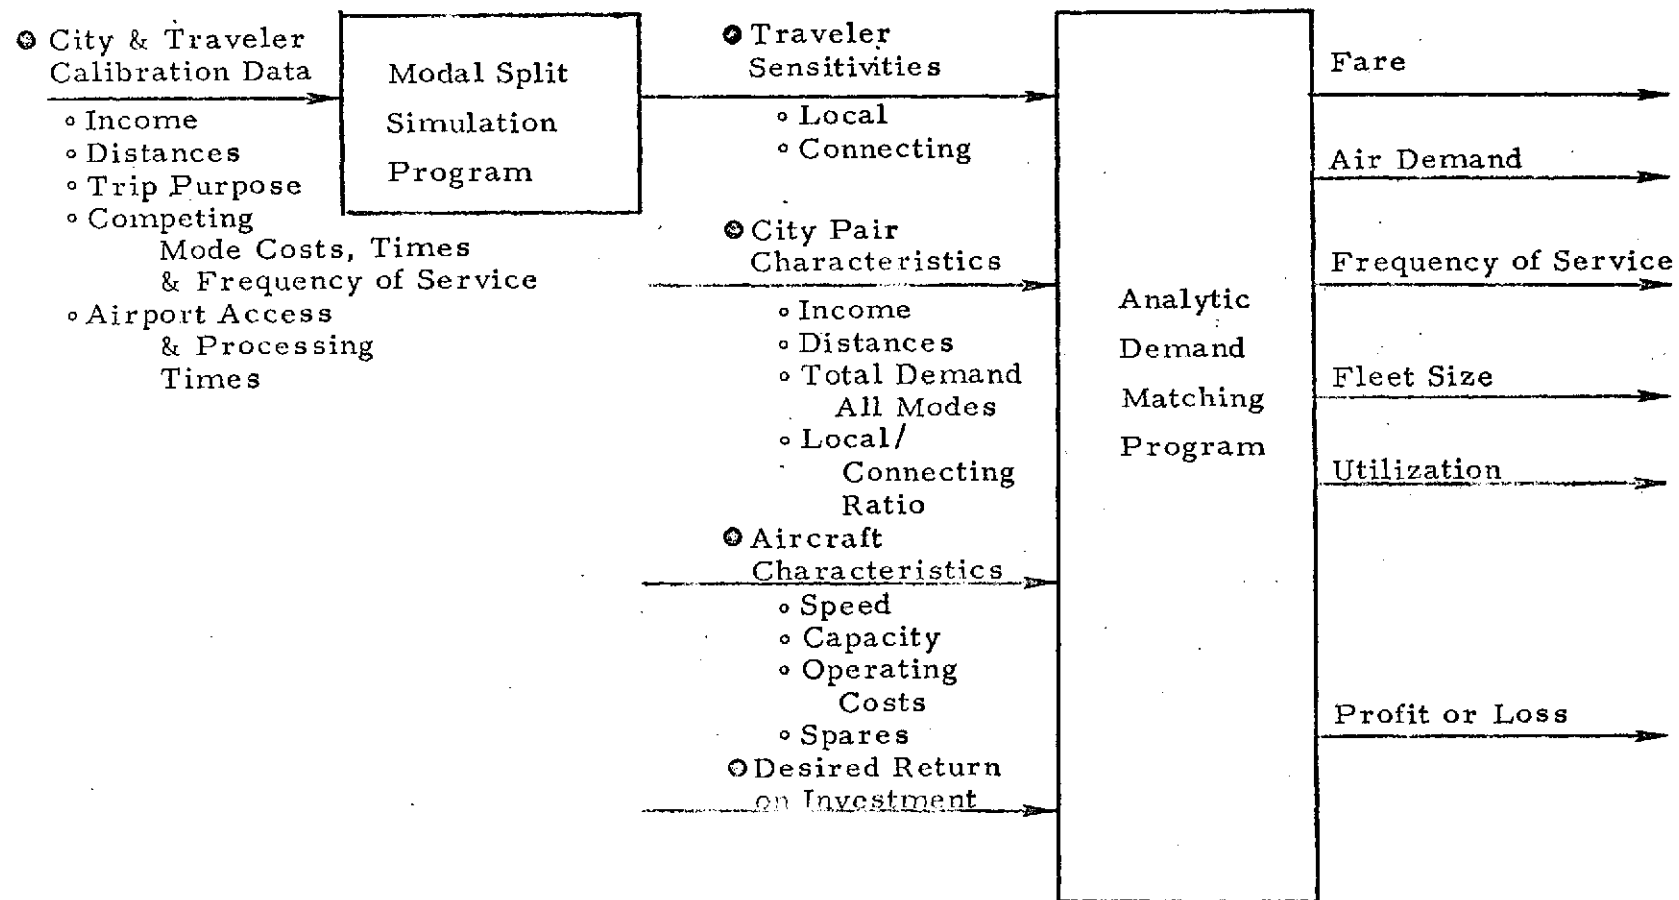 City & Traveler
Calibration Data
◦ Income
◦ Distances
◦ Trip Purpose
◦ Competing
Mode Costs, Times
& Frequency of Service
◦ Airport Access
& Processing
Times
Modal Split
Simulation
Program
Traveler
Sensitivities
◦ Local
◦ Connecting
City Pair
Characteristics
◦ Income
◦ Distances
◦ Total Demand
All Modes
◦ Local/
Connecting
Ratio
Aircraft
Characteristics
◦ Speed
◦ Capacity
◦ Operating
Costs
◦ Spares
Desired Return
on Investment
Analytic
Demand
Matching
Program
Fare
Air Demand
Frequency of Service
Fleet Size
Utilization
Profit or Loss